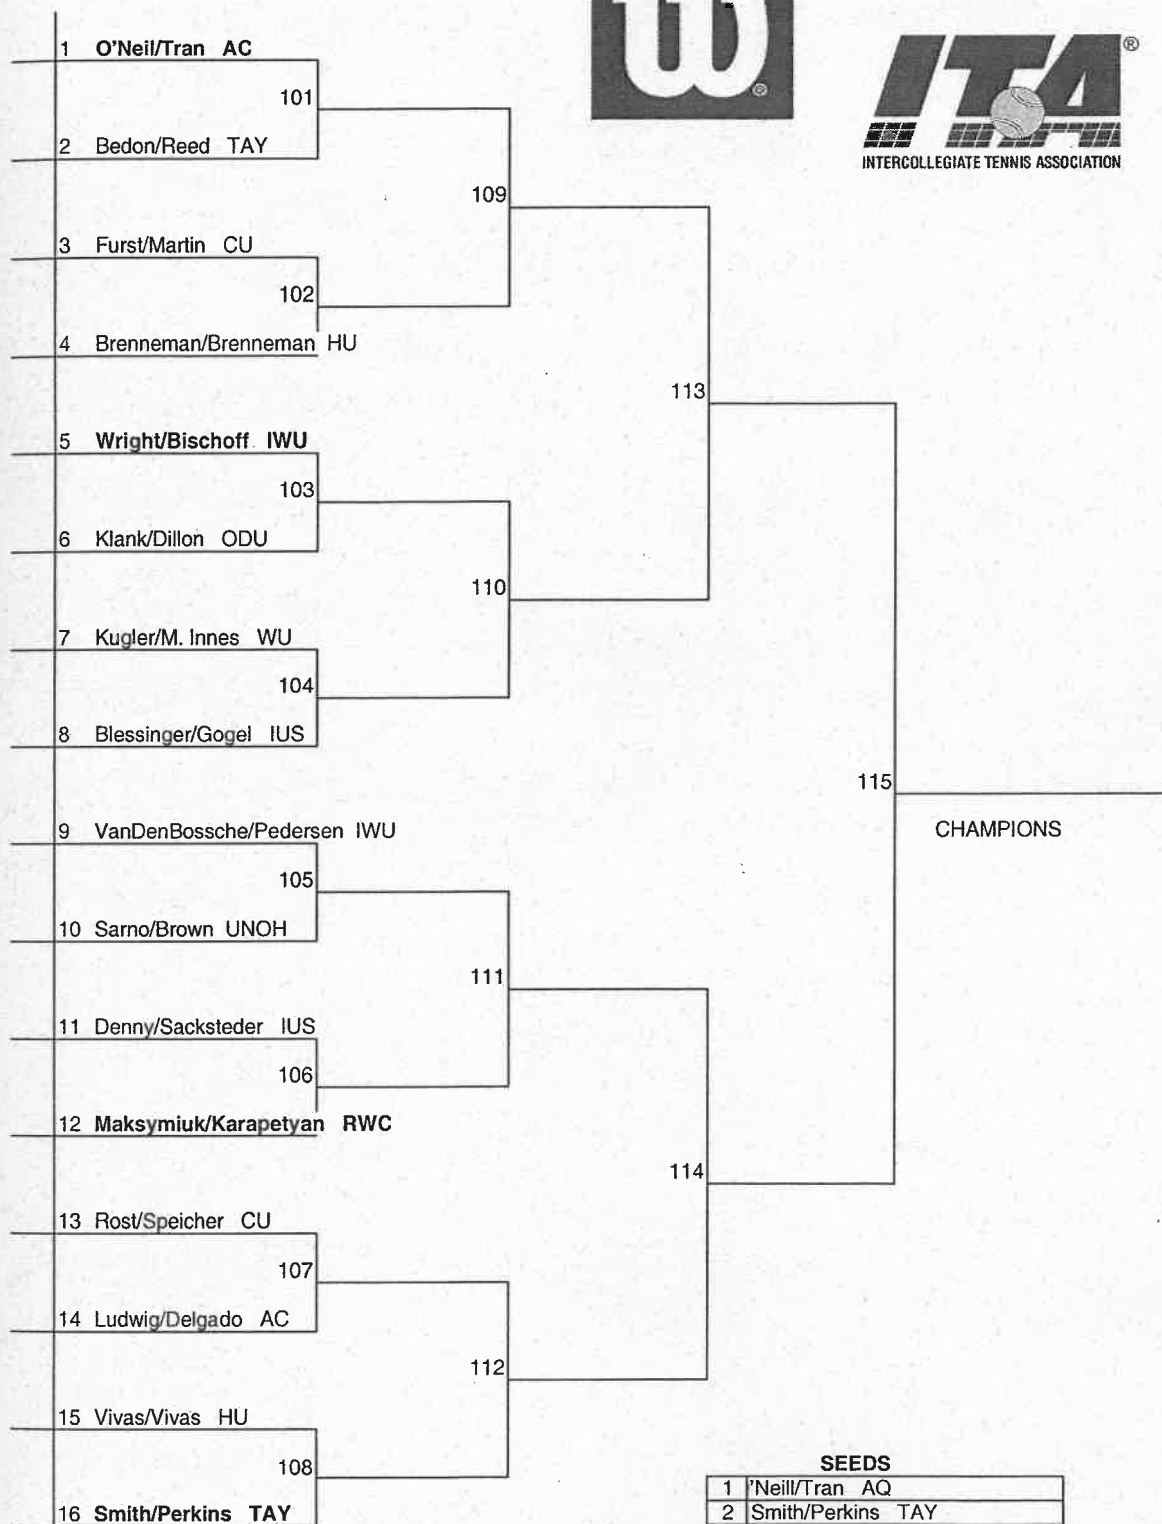 W
®
ITA®
INTERCOLLEGIATE TENNIS ASSOCIATION
1 O'Neil/Tran AC
101
2 Bedon/Reed TAY
109
3 Furst/Martin CU
102
4 Brenneman/Brenneman HU
113
5 Wright/Bischoff IWU
103
6 Klank/Dillon ODU
110
7 Kugler/M. Innes WU
104
8 Blessinger/Gogel IUS
115
CHAMPIONS
9 VanDenBossche/Pedersen IWU
105
10 Sarno/Brown UNOH
111
11 Denny/Sacksteder IUS
106
12 Maksymiuk/Karapetyan RWC
114
13 Rost/Speicher CU
107
14 Ludwig/Delgado AC
112
15 Vivas/Vivas HU
108
16 Smith/Perkins TAY
SEEDS
1 'Neill/Tran AQ
2 Smith/Perkins TAY